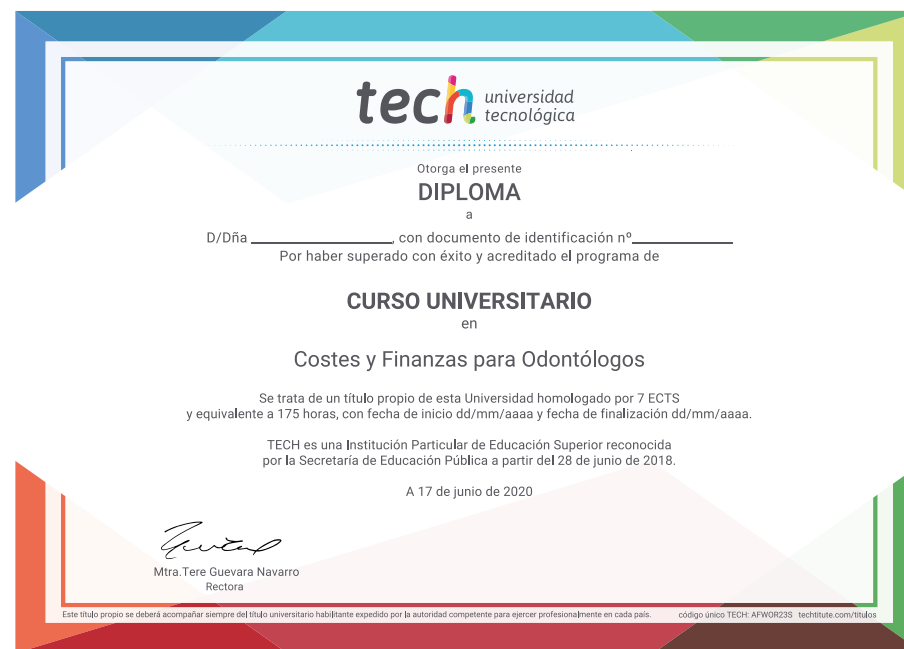 tech universidad
tecnológica
Otorga el presente
DIPLOMA
a
D/Dña ____________________, con documento de identificación nº______________
Por haber superado con éxito y acreditado el programa de
CURSO UNIVERSITARIO
en
Costes y Finanzas para Odontólogos
Se trata de un título propio de esta Universidad homologado por 7 ECTS
y equivalente a 175 horas, con fecha de inicio dd/mm/aaaa y fecha de finalización dd/mm/aaaa.
TECH es una Institución Particular de Educación Superior reconocida
por la Secretaría de Educación Pública a partir del 28 de junio de 2018.
A 17 de junio de 2020
Mtra.Tere Guevara Navarro
Rectora
Este título propio se deberá acompañar siempre del título universitario habilitante expedido por la autoridad competente para ejercer profesionalmente en cada país. código único TECH: AFWOR23S techtitute.com/titulos